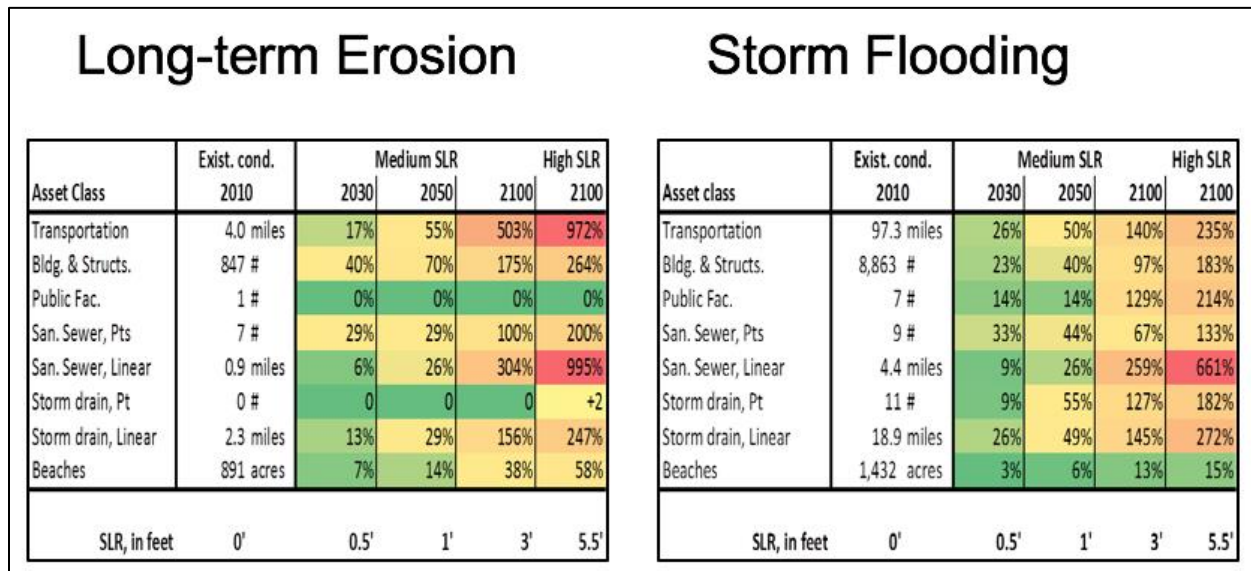 Long-term Erosion
Exist. cond. Medium SLR High SLR
Asset Class 2010 2030 2050 2100 2100
Transportation 4.0 miles 17% 55% 503% 972%
Bldg. & Structs. 847 # 40% 70% 175% 264%
Public Fac. 1 # 0% 0% 0% 0%
San. Sewer, Pts 7 # 29% 29% 100% 200%
San. Sewer, Linear 0.9 miles 6% 26% 304% 995%
Storm drain, Pt 0 # 0 0 0 +2
Storm drain, Linear 2.3 miles 13% 29% 156% 247%
Beaches 891 acres 7% 14% 38% 58%
SLR, in feet 0' 0.5' 1' 3' 5.5'
Storm Flooding
Exist. cond. Medium SLR High SLR
Asset class 2010 2030 2050 2100 2100
Transportation 97.3 miles 26% 50% 140% 235%
Bldg. & Structs. 8,863 # 23% 40% 97% 183%
Public Fac. 7 # 14% 14% 129% 214%
San. Sewer, Pts 9 # 33% 44% 67% 133%
San. Sewer, Linear 4.4 miles 9% 26% 259% 661%
Storm drain, Pt 11 # 9% 55% 127% 182%
Storm drain, Linear 18.9 miles 26% 49% 145% 272%
Beaches 1,432 acres 3% 6% 13% 15%
SLR, in feet 0' 0.5' 1' 3' 5.5'